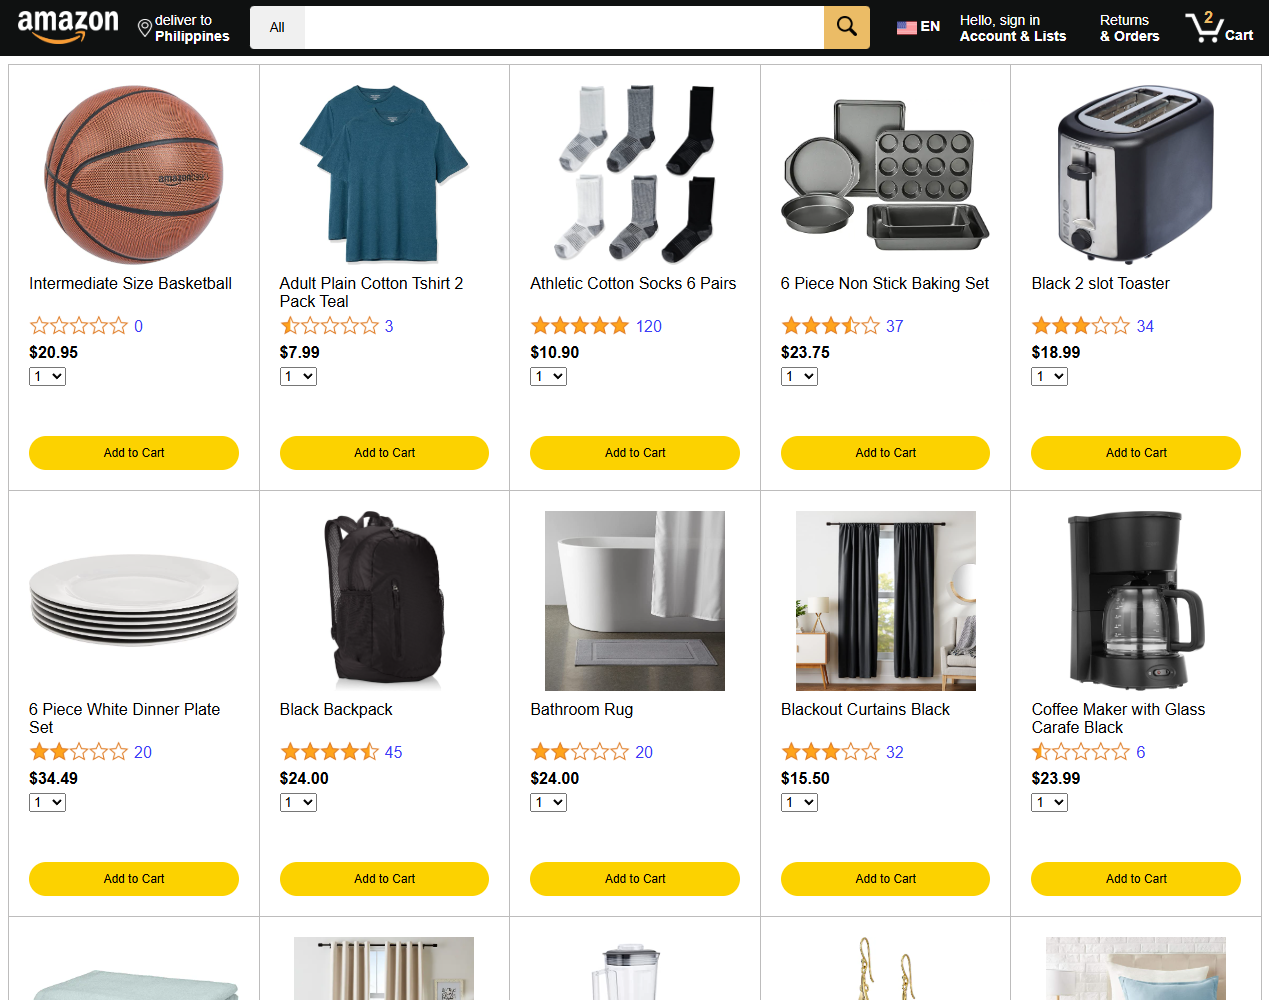 amazon
deliver to
Philippines
All
EN
Hello, sign in
Account & Lists
Returns
& Orders
2
Cart
amazonbasics
Intermediate Size Basketball
0
$20.95
1
Add to Cart
Adult Plain Cotton Tshirt 2
Pack Teal
3
$7.99
1
Add to Cart
Athletic Cotton Socks 6 Pairs
120
$10.90
1
Add to Cart
6 Piece Non Stick Baking Set
37
$23.75
1
Add to Cart
Black 2 slot Toaster
34
$18.99
1
Add to Cart
6 Piece White Dinner Plate
Set
20
$34.49
1
Add to Cart
Black Backpack
45
$24.00
1
Add to Cart
Bathroom Rug
20
$24.00
1
Add to Cart
Blackout Curtains Black
32
$15.50
1
Add to Cart
Coffee Maker with Glass
Carafe Black
6
$23.99
1
Add to Cart